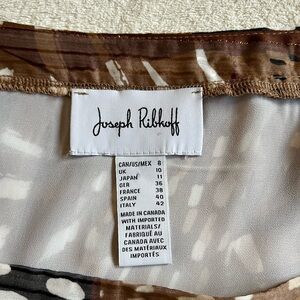 Joseph Ribkoff
CAN/US/MEX 8
UK 10
JAPAN 11
GER 36
FRANCE 38
SPAIN 40
ITALY 42
MADE IN CANADA
WITH IMPORTED
MATERIALS/
FABRIQUÉ AU
CANADA AVEC
DES MATÉRIAUX
IMPORTÉS